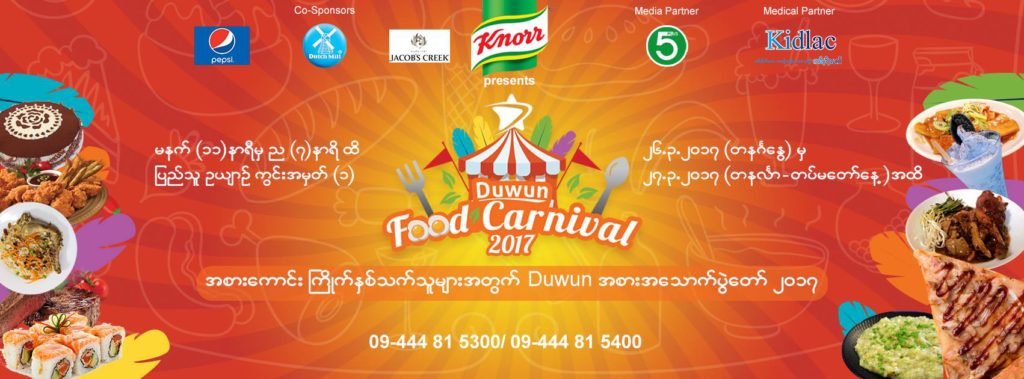 Co-Sponsors
Media Partner
Medical Partner
pepsi.
Dutch Mill
JACOB'S CREEK
Knorr
5
Kidlac
presents
မနက် (၁၁)နာရီမှ ည (၇)နာရီ ထိ
ပြည်သူ ဥယျာဉ် ကွင်းအမှတ် (၁)
၂၆.၃.၂၀၁၇ (တနင်္ဂနွေ) မှ
၂၇.၃.၂၀၁၇ (တနင်္လာ-တပ်မတော်နေ့)အထိ
Duwun
Food Carnival
2017
အစားကောင်း ကြိုက်နှစ်သက်သူများအတွက် Duwun အစားအသောက်ပွဲတော် ၂၀၁၇
09-444 81 5300/ 09-444 81 5400